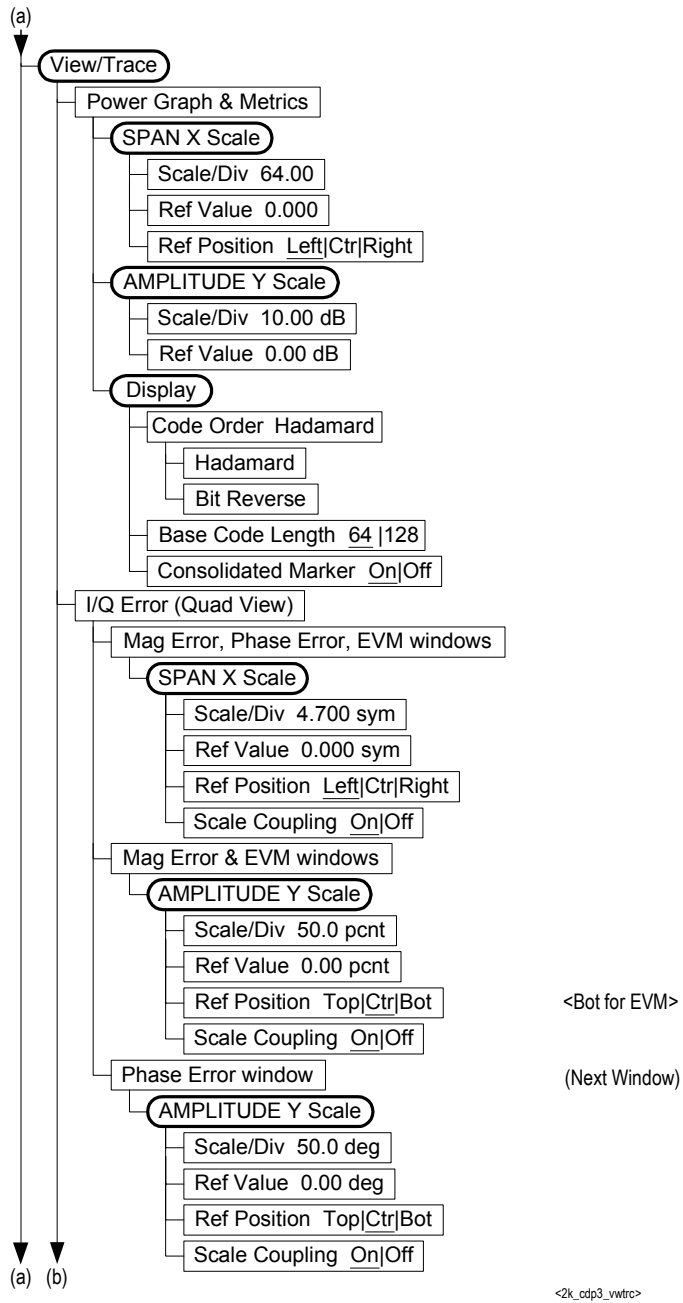 (a)
View/Trace
Power Graph & Metrics
SPAN X Scale
Scale/Div 64.00
Ref Value 0.000
Ref Position Left|Ctr|Right
AMPLITUDE Y Scale
Scale/Div 10.00 dB
Ref Value 0.00 dB
Display
Code Order Hadamard
Hadamard
Bit Reverse
Base Code Length 64 |128
Consolidated Marker On|Off
I/Q Error (Quad View)
Mag Error, Phase Error, EVM windows
SPAN X Scale
Scale/Div 4.700 sym
Ref Value 0.000 sym
Ref Position Left|Ctr|Right
Scale Coupling On|Off
Mag Error & EVM windows
AMPLITUDE Y Scale
Scale/Div 50.0 pcnt
Ref Value 0.00 pcnt
Ref Position Top|Ctr|Bot <Bot for EVM>
Scale Coupling On|Off
Phase Error window (Next Window)
AMPLITUDE Y Scale
Scale/Div 50.0 deg
Ref Value 0.00 deg
Ref Position Top|Ctr|Bot
Scale Coupling On|Off
(a) (b)
<2k_cdp3_vwtrc>